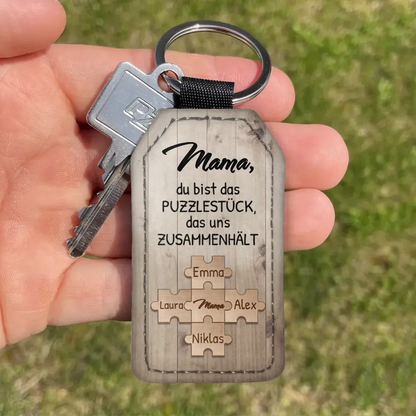 Mama,
du bist das
PUZZLESTÜCK,
das uns
ZUSAMMENHÄLT
Emma
Laura Mama Alex
Niklas